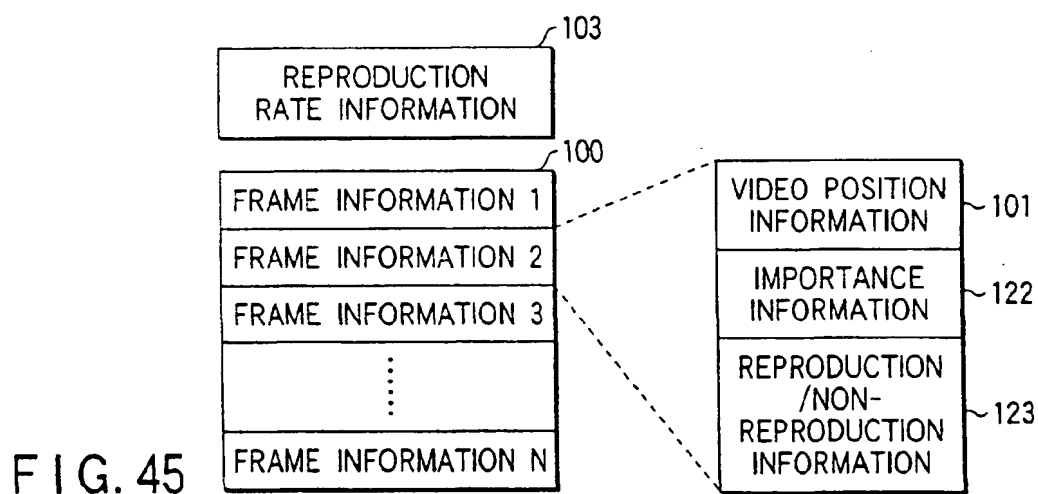 103
REPRODUCTION
RATE INFORMATION
100
FRAME INFORMATION 1
FRAME INFORMATION 2
FRAME INFORMATION 3
FRAME INFORMATION N
VIDEO POSITION
INFORMATION
101
IMPORTANCE
INFORMATION
122
REPRODUCTION
/NON-
REPRODUCTION
INFORMATION
123
FIG. 45